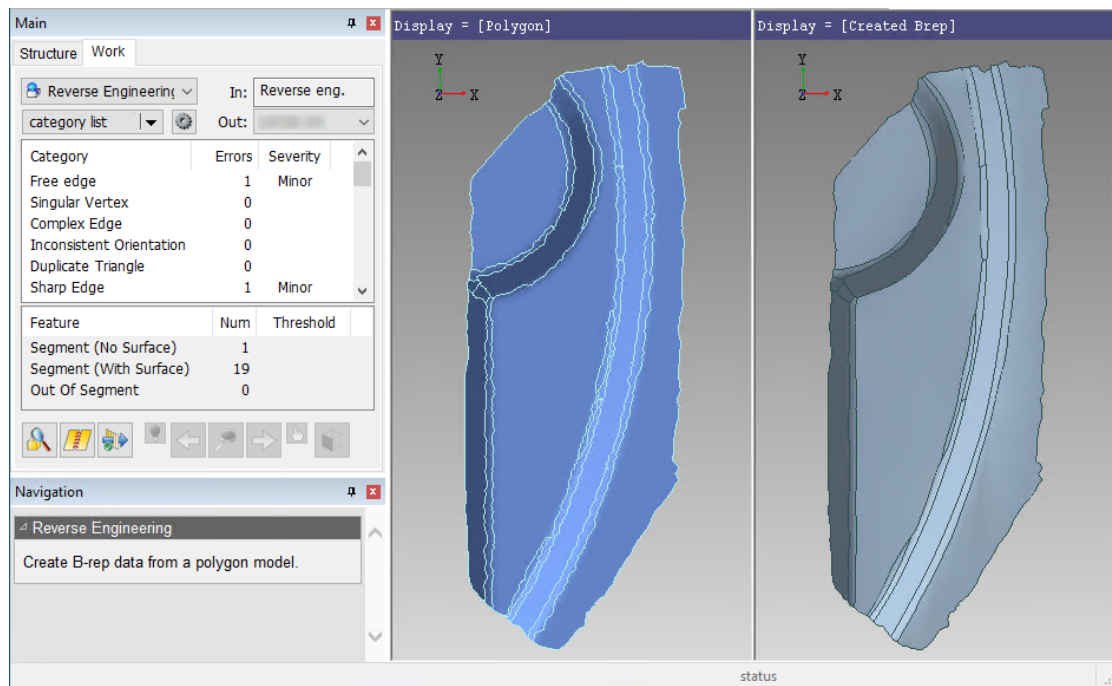 Main
Structure Work
Reverse Engineering In: Reverse eng.
category list Out:
Category Errors Severity
Free edge 1 Minor
Singular Vertex 0
Complex Edge 0
Inconsistent Orientation 0
Duplicate Triangle 0
Sharp Edge 1 Minor
Feature Num Threshold
Segment (No Surface) 1
Segment (With Surface) 19
Out Of Segment 0
Navigation
Reverse Engineering
Create B-rep data from a polygon model.
Display = [Polygon]
Y
Z X
Display = [Created Brep]
Y
Z X
status